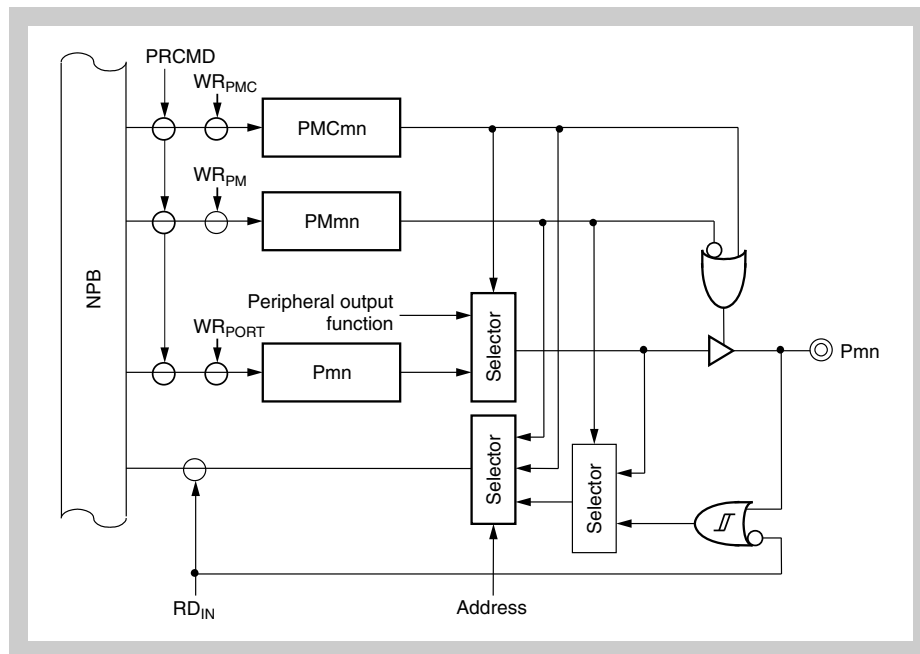 PRCMD
WRPMC
PMCmn
WRPM
PMmn
NPB
Peripheral output
function
Selector
WRPORT
Pmn
Pmn
Selector
Selector
RDIN
Address